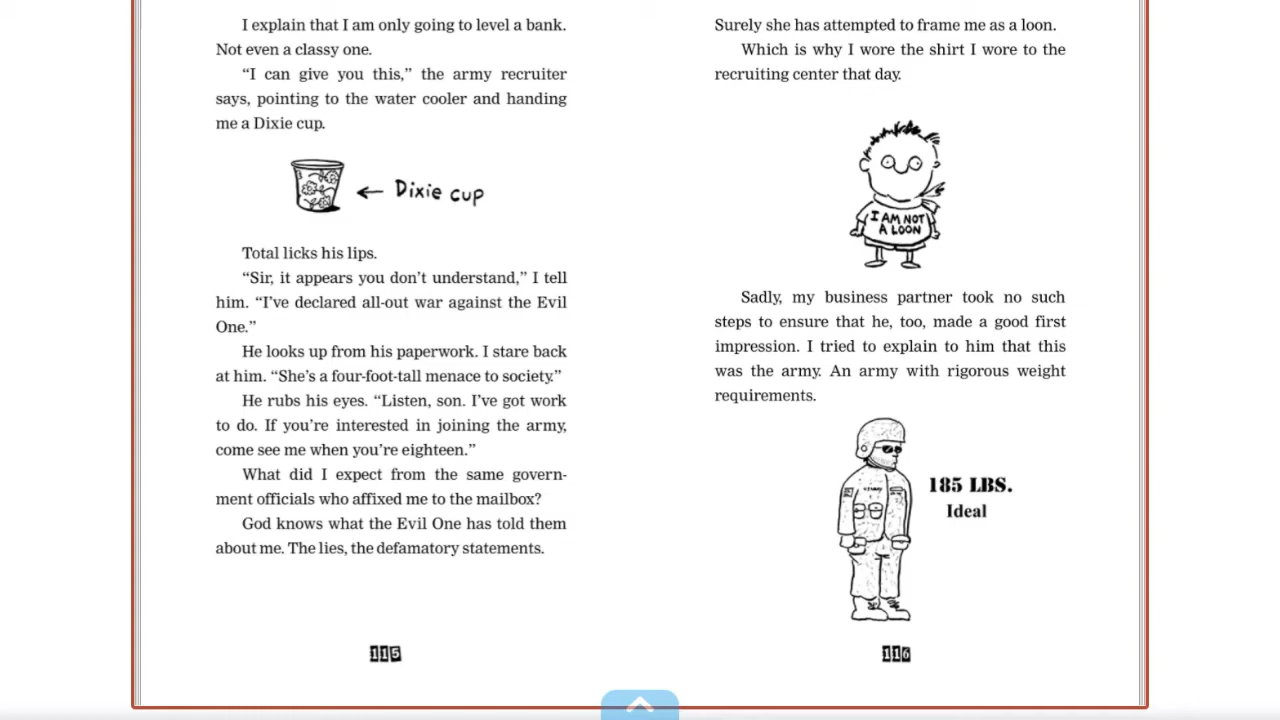 I explain that I am only going to level a bank.
Not even a classy one.
“I can give you this,” the army recruiter
says, pointing to the water cooler and handing
me a Dixie cup.
← Dixie cup
Total licks his lips.
“Sir, it appears you don’t understand,” I tell
him. “I’ve declared all-out war against the Evil
One.”
He looks up from his paperwork. I stare back
at him. “She’s a four-foot-tall menace to society.”
He rubs his eyes. “Listen, son. I’ve got work
to do. If you’re interested in joining the army,
come see me when you’re eighteen.”
What did I expect from the same govern-
ment officials who affixed me to the mailbox?
God knows what the Evil One has told them
about me. The lies, the defamatory statements.
115
Surely she has attempted to frame me as a loon.
Which is why I wore the shirt I wore to the
recruiting center that day.
I AM NOT
A LOON
Sadly, my business partner took no such
steps to ensure that he, too, made a good first
impression. I tried to explain to him that this
was the army. An army with rigorous weight
requirements.
185 LBS.
Ideal
116